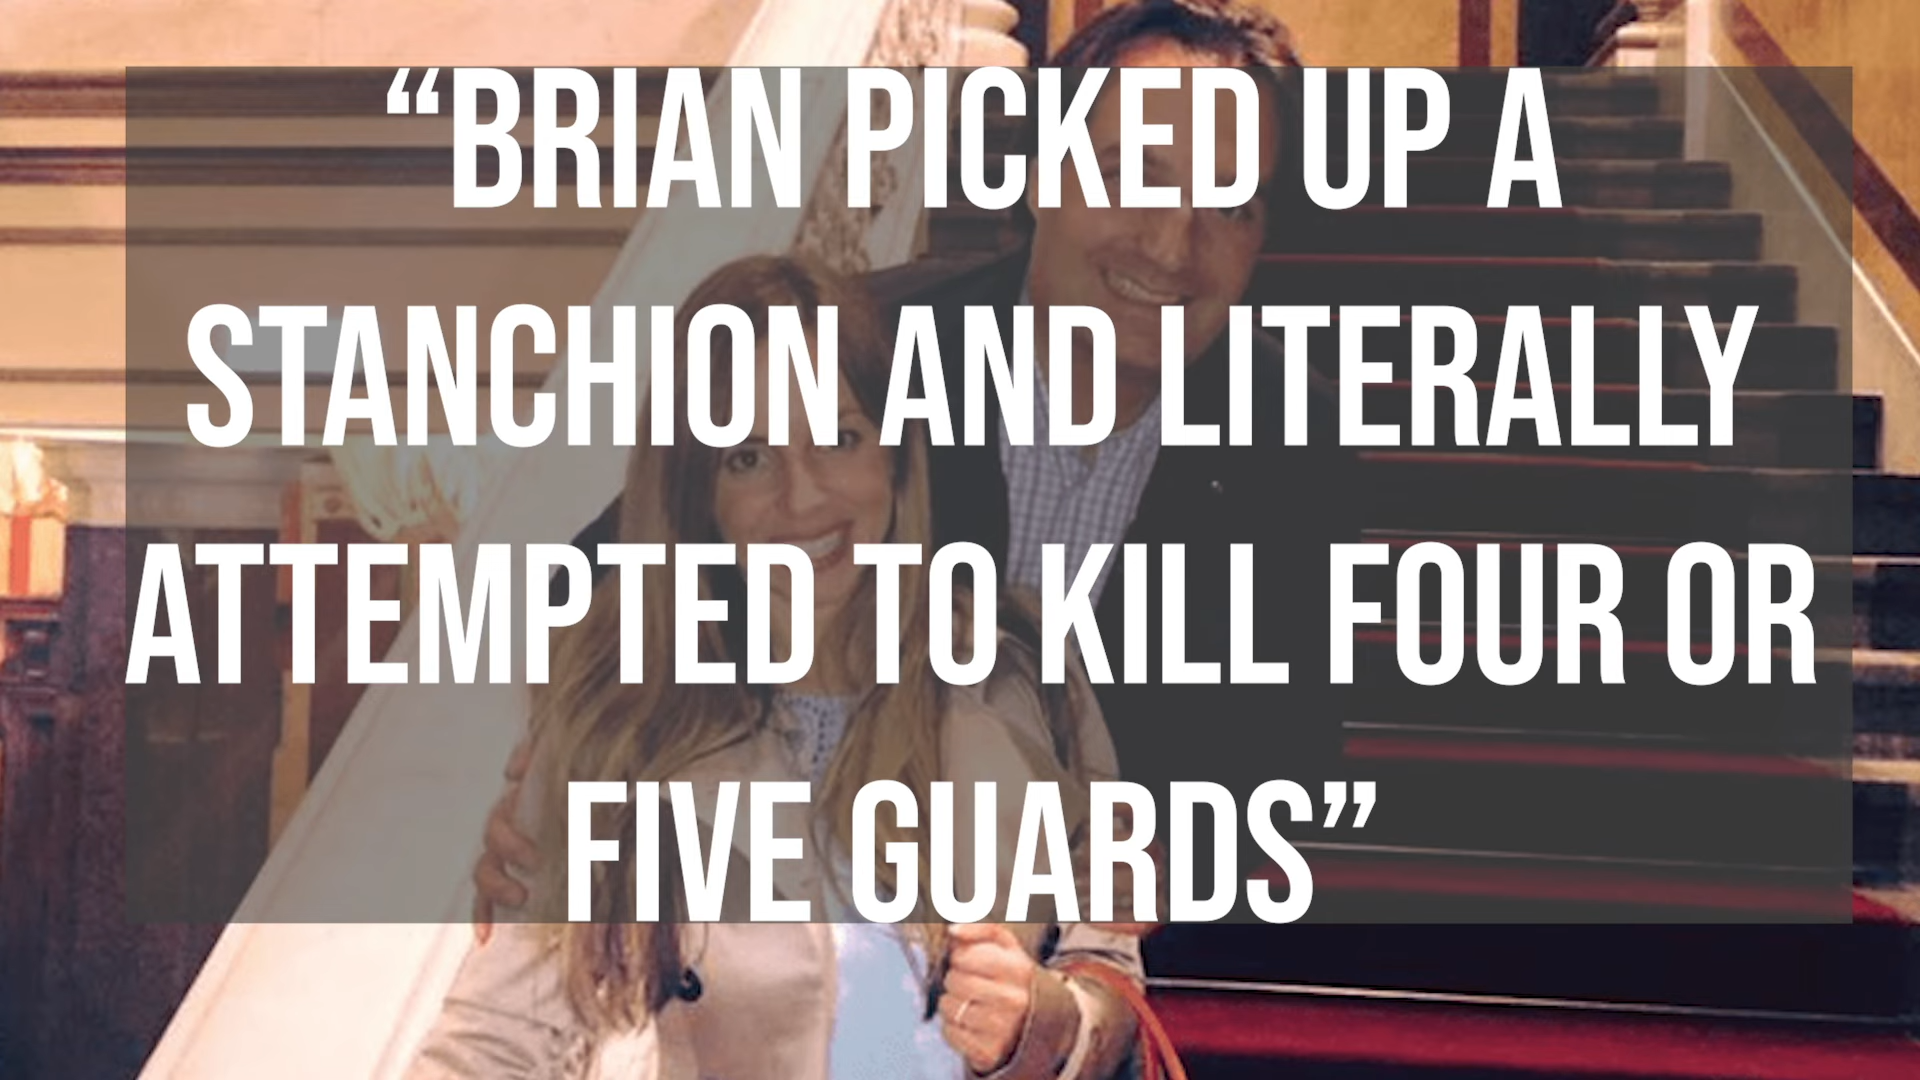 “BRIAN PICKED UP A
STANCHION AND LITERALLY
ATTEMPTED TO KILL FOUR OR
FIVE GUARDS”